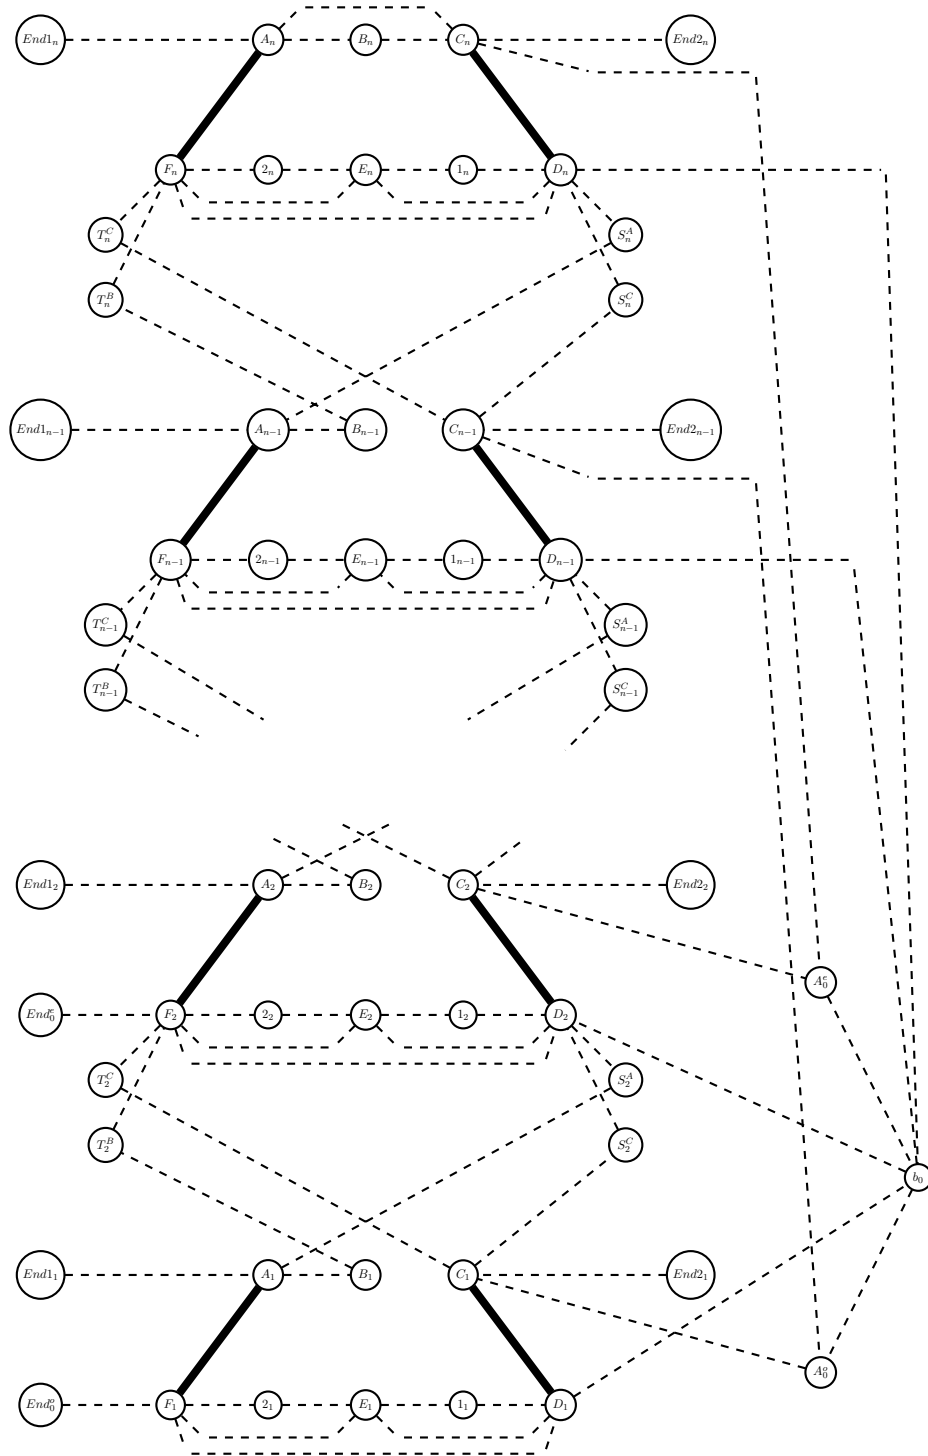 End1_n A_n B_n C_n End2_n
F_n 2_n E_n 1_n D_n
T_n^C S_n^A
T_n^B S_n^C
End1_{n-1} A_{n-1} B_{n-1} C_{n-1} End2_{n-1}
F_{n-1} 2_{n-1} E_{n-1} 1_{n-1} D_{n-1}
T_{n-1}^C S_{n-1}^A
T_{n-1}^B S_{n-1}^C
End1_2 A_2 B_2 C_2 End2_2
A_0^e
End_0^e F_2 2_2 E_2 1_2 D_2
T_2^C S_2^A
T_2^B S_2^C
b_0
End1_1 A_1 B_1 C_1 End2_1
A_0^o
End_0^o F_1 2_1 E_1 1_1 D_1